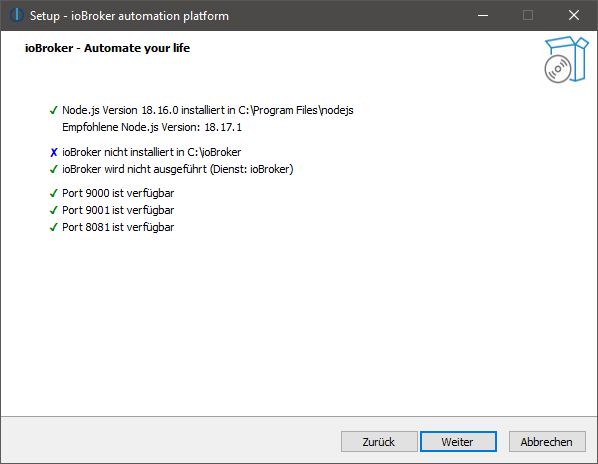 Setup - ioBroker automation platform
ioBroker - Automate your life
✓ Node.js Version 18.16.0 installiert in C:\Program Files\nodejs
Empfohlene Node.js Version: 18.17.1
✗ ioBroker nicht installiert in C:\ioBroker
✓ ioBroker wird nicht ausgeführt (Dienst: ioBroker)
✓ Port 9000 ist verfügbar
✓ Port 9001 ist verfügbar
✓ Port 8081 ist verfügbar
Zurück
Weiter
Abbrechen